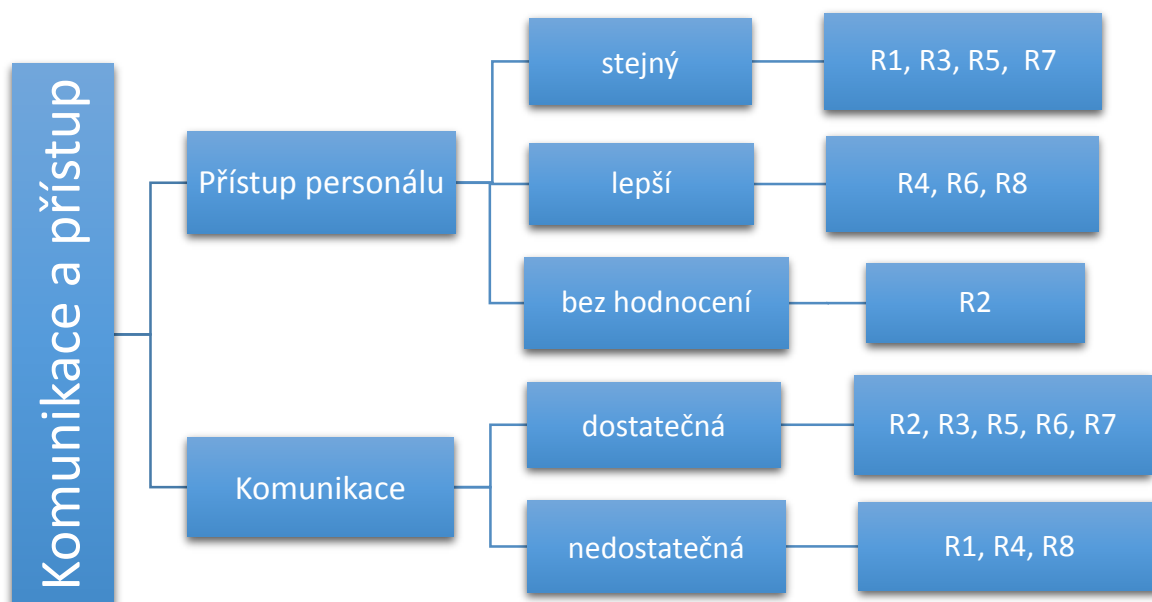 Komunikace a přístup
Přístup personálu
stejný
R1, R3, R5,  R7
lepší
R4, R6, R8
bez hodnocení
R2
Komunikace
dostatečná
R2, R3, R5, R6, R7
nedostatečná
R1, R4, R8